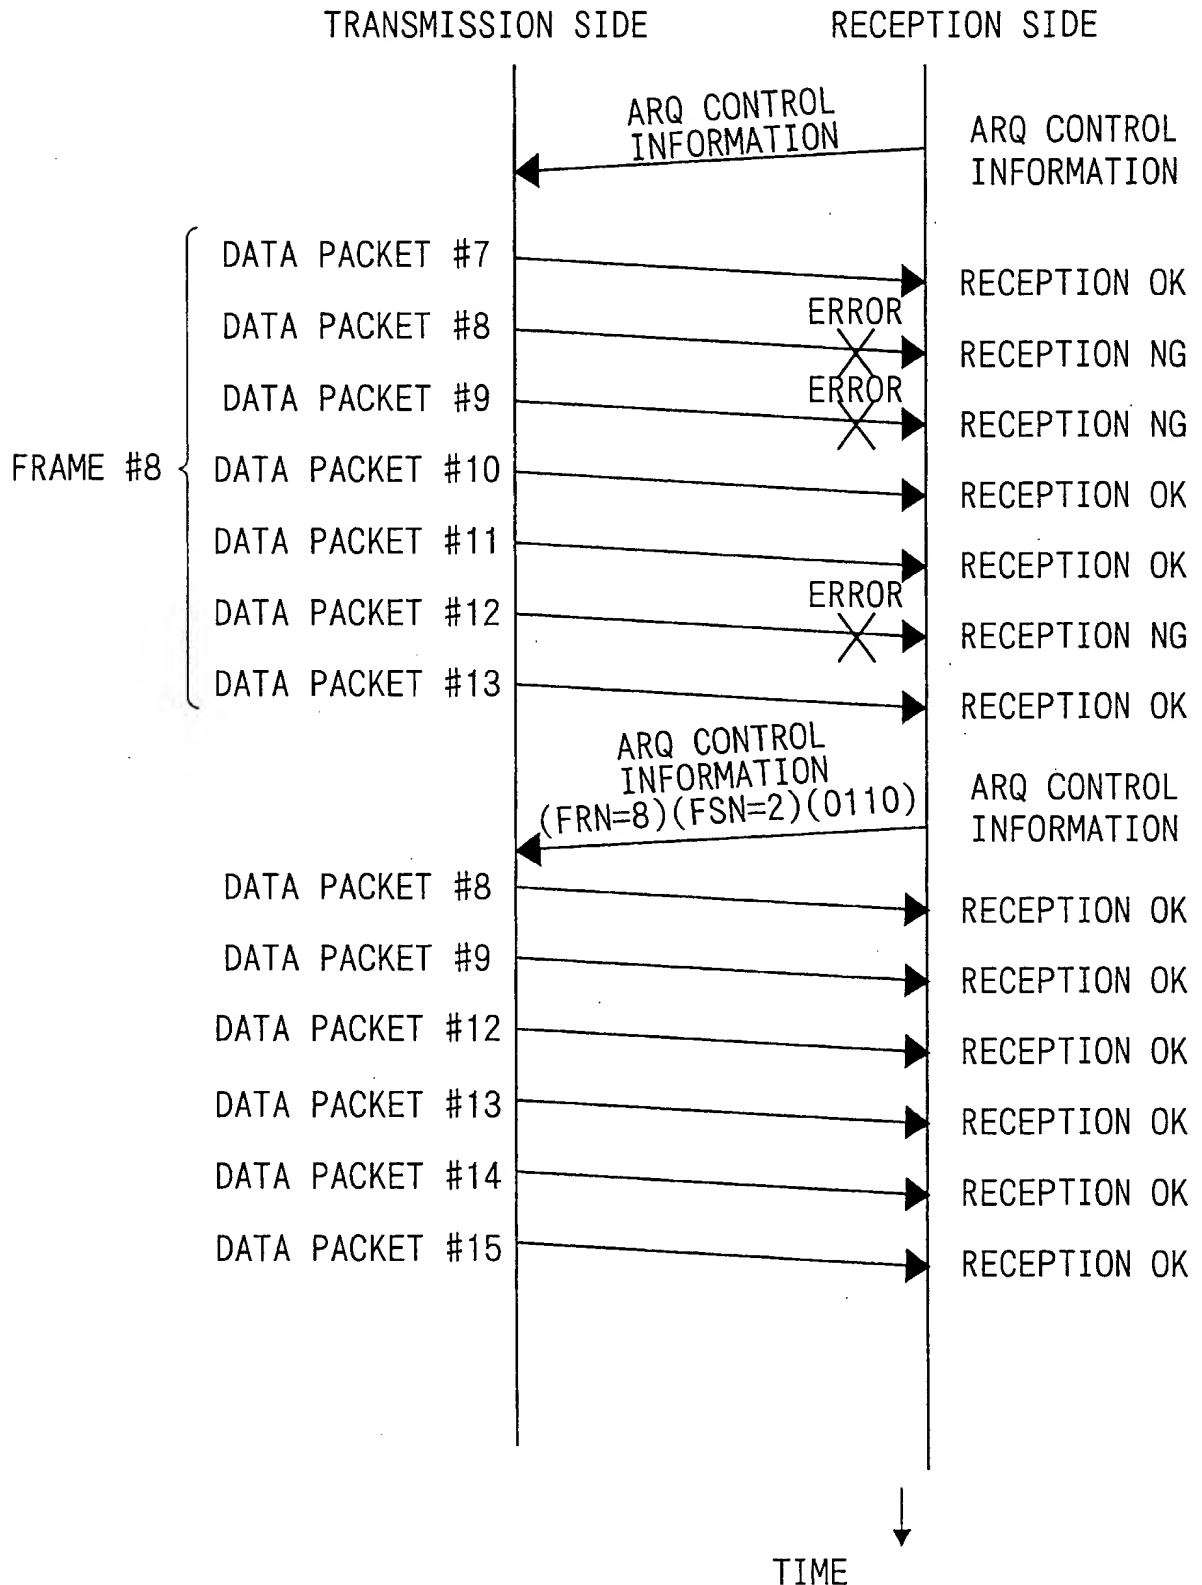 TRANSMISSION SIDE RECEPTION SIDE
ARQ CONTROL
INFORMATION
ARQ CONTROL
INFORMATION
DATA PACKET #7
RECEPTION OK
ERROR
DATA PACKET #8
RECEPTION NG
ERROR
DATA PACKET #9
RECEPTION NG
FRAME #8
DATA PACKET #10
RECEPTION OK
DATA PACKET #11
RECEPTION OK
ERROR
DATA PACKET #12
RECEPTION NG
DATA PACKET #13
RECEPTION OK
ARQ CONTROL
INFORMATION
(FRN=8)(FSN=2)(0110)
ARQ CONTROL
INFORMATION
DATA PACKET #8
RECEPTION OK
DATA PACKET #9
RECEPTION OK
DATA PACKET #12
RECEPTION OK
DATA PACKET #13
RECEPTION OK
DATA PACKET #14
RECEPTION OK
DATA PACKET #15
RECEPTION OK
TIME